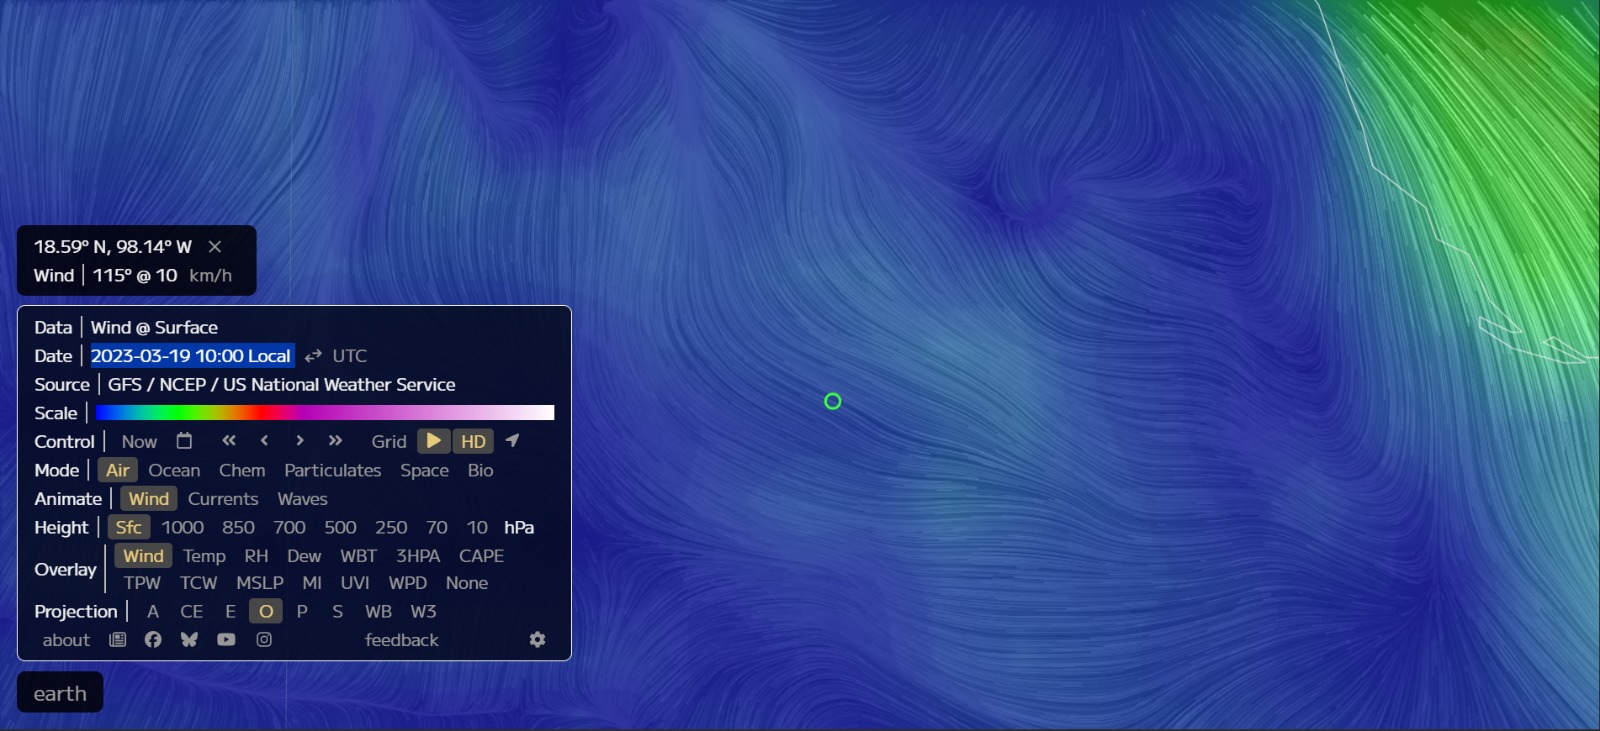 18.59° N, 98.14° W ×
Wind | 115° @ 10 km/h
Data | Wind @ Surface
Date | 2023-03-19 10:00 Local ⇄ UTC
Source | GFS / NCEP / US National Weather Service
Scale |
Control | Now « ‹ › » Grid ▶ HD
Mode | Air Ocean Chem Particulates Space Bio
Animate | Wind Currents Waves
Height | Sfc 1000 850 700 500 250 70 10 hPa
Overlay | Wind Temp RH Dew WBT 3HPA CAPE
TPW TCW MSLP MI UVI WPD None
Projection | A CE E O P S WB W3
about feedback
earth